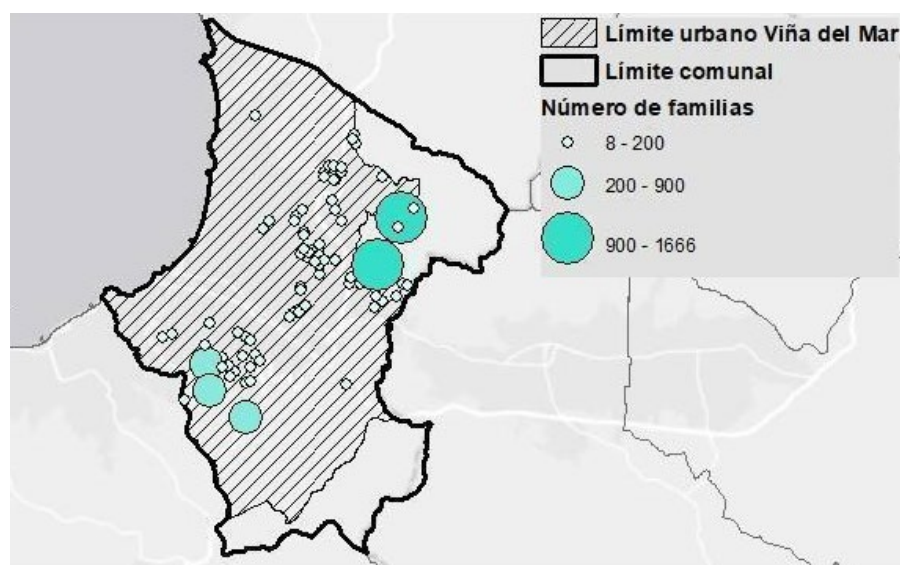 Límite urbano Viña del Mar
Límite comunal
Número de familias
8 - 200
200 - 900
900 - 1666